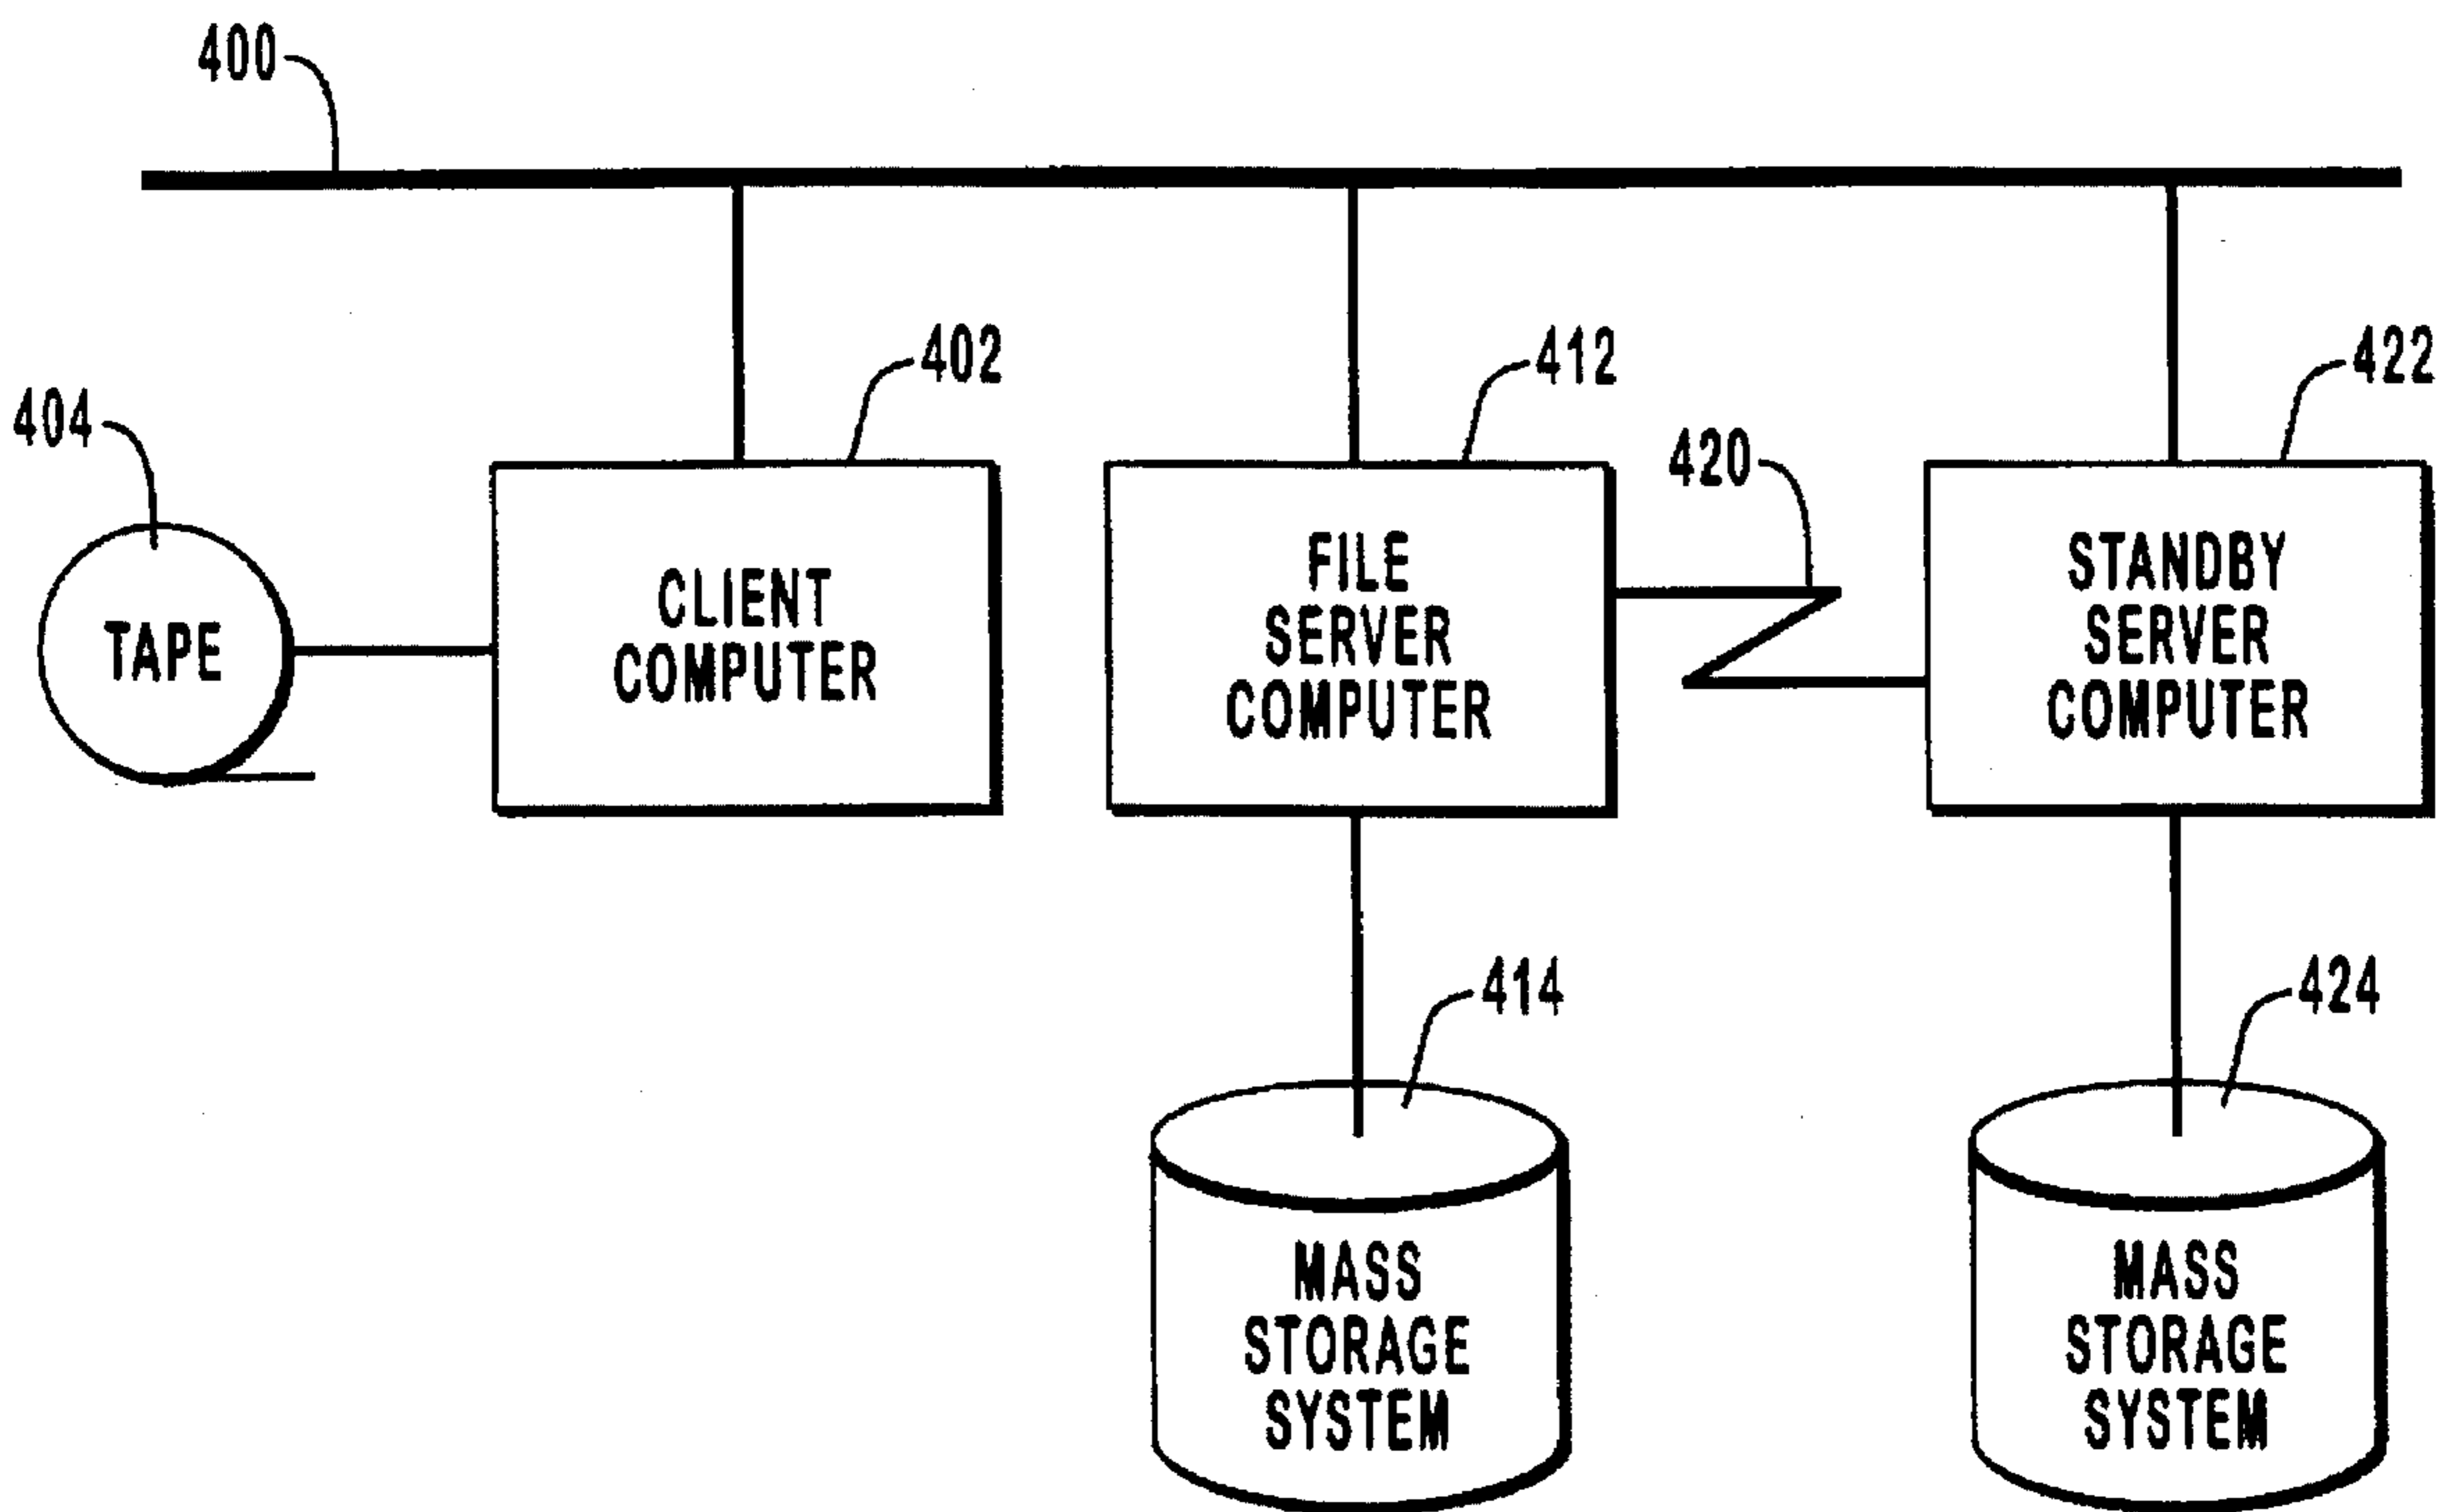 400
402
412
422
404
420
TAPE
CLIENT
COMPUTER
FILE
SERVER
COMPUTER
STANDBY
SERVER
COMPUTER
414
424
MASS
STORAGE
SYSTEM
MASS
STORAGE
SYSTEM